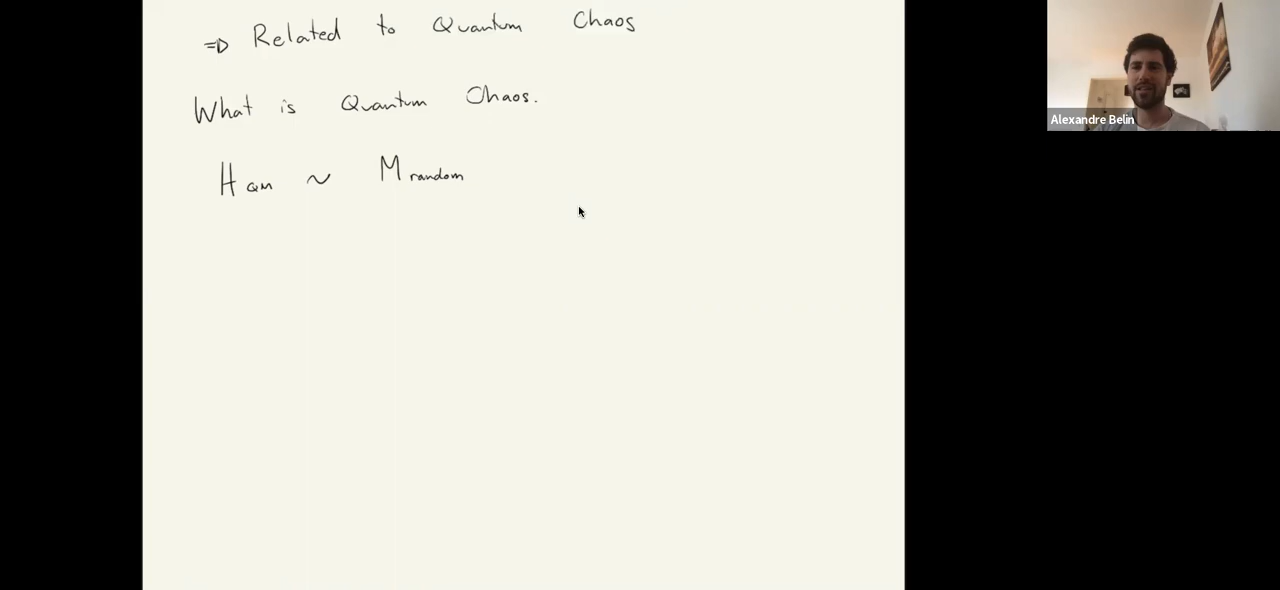 ⇒ Related to Quantum Chaos
What is Quantum Chaos.
H QM ~ M random
Alexandre Belin